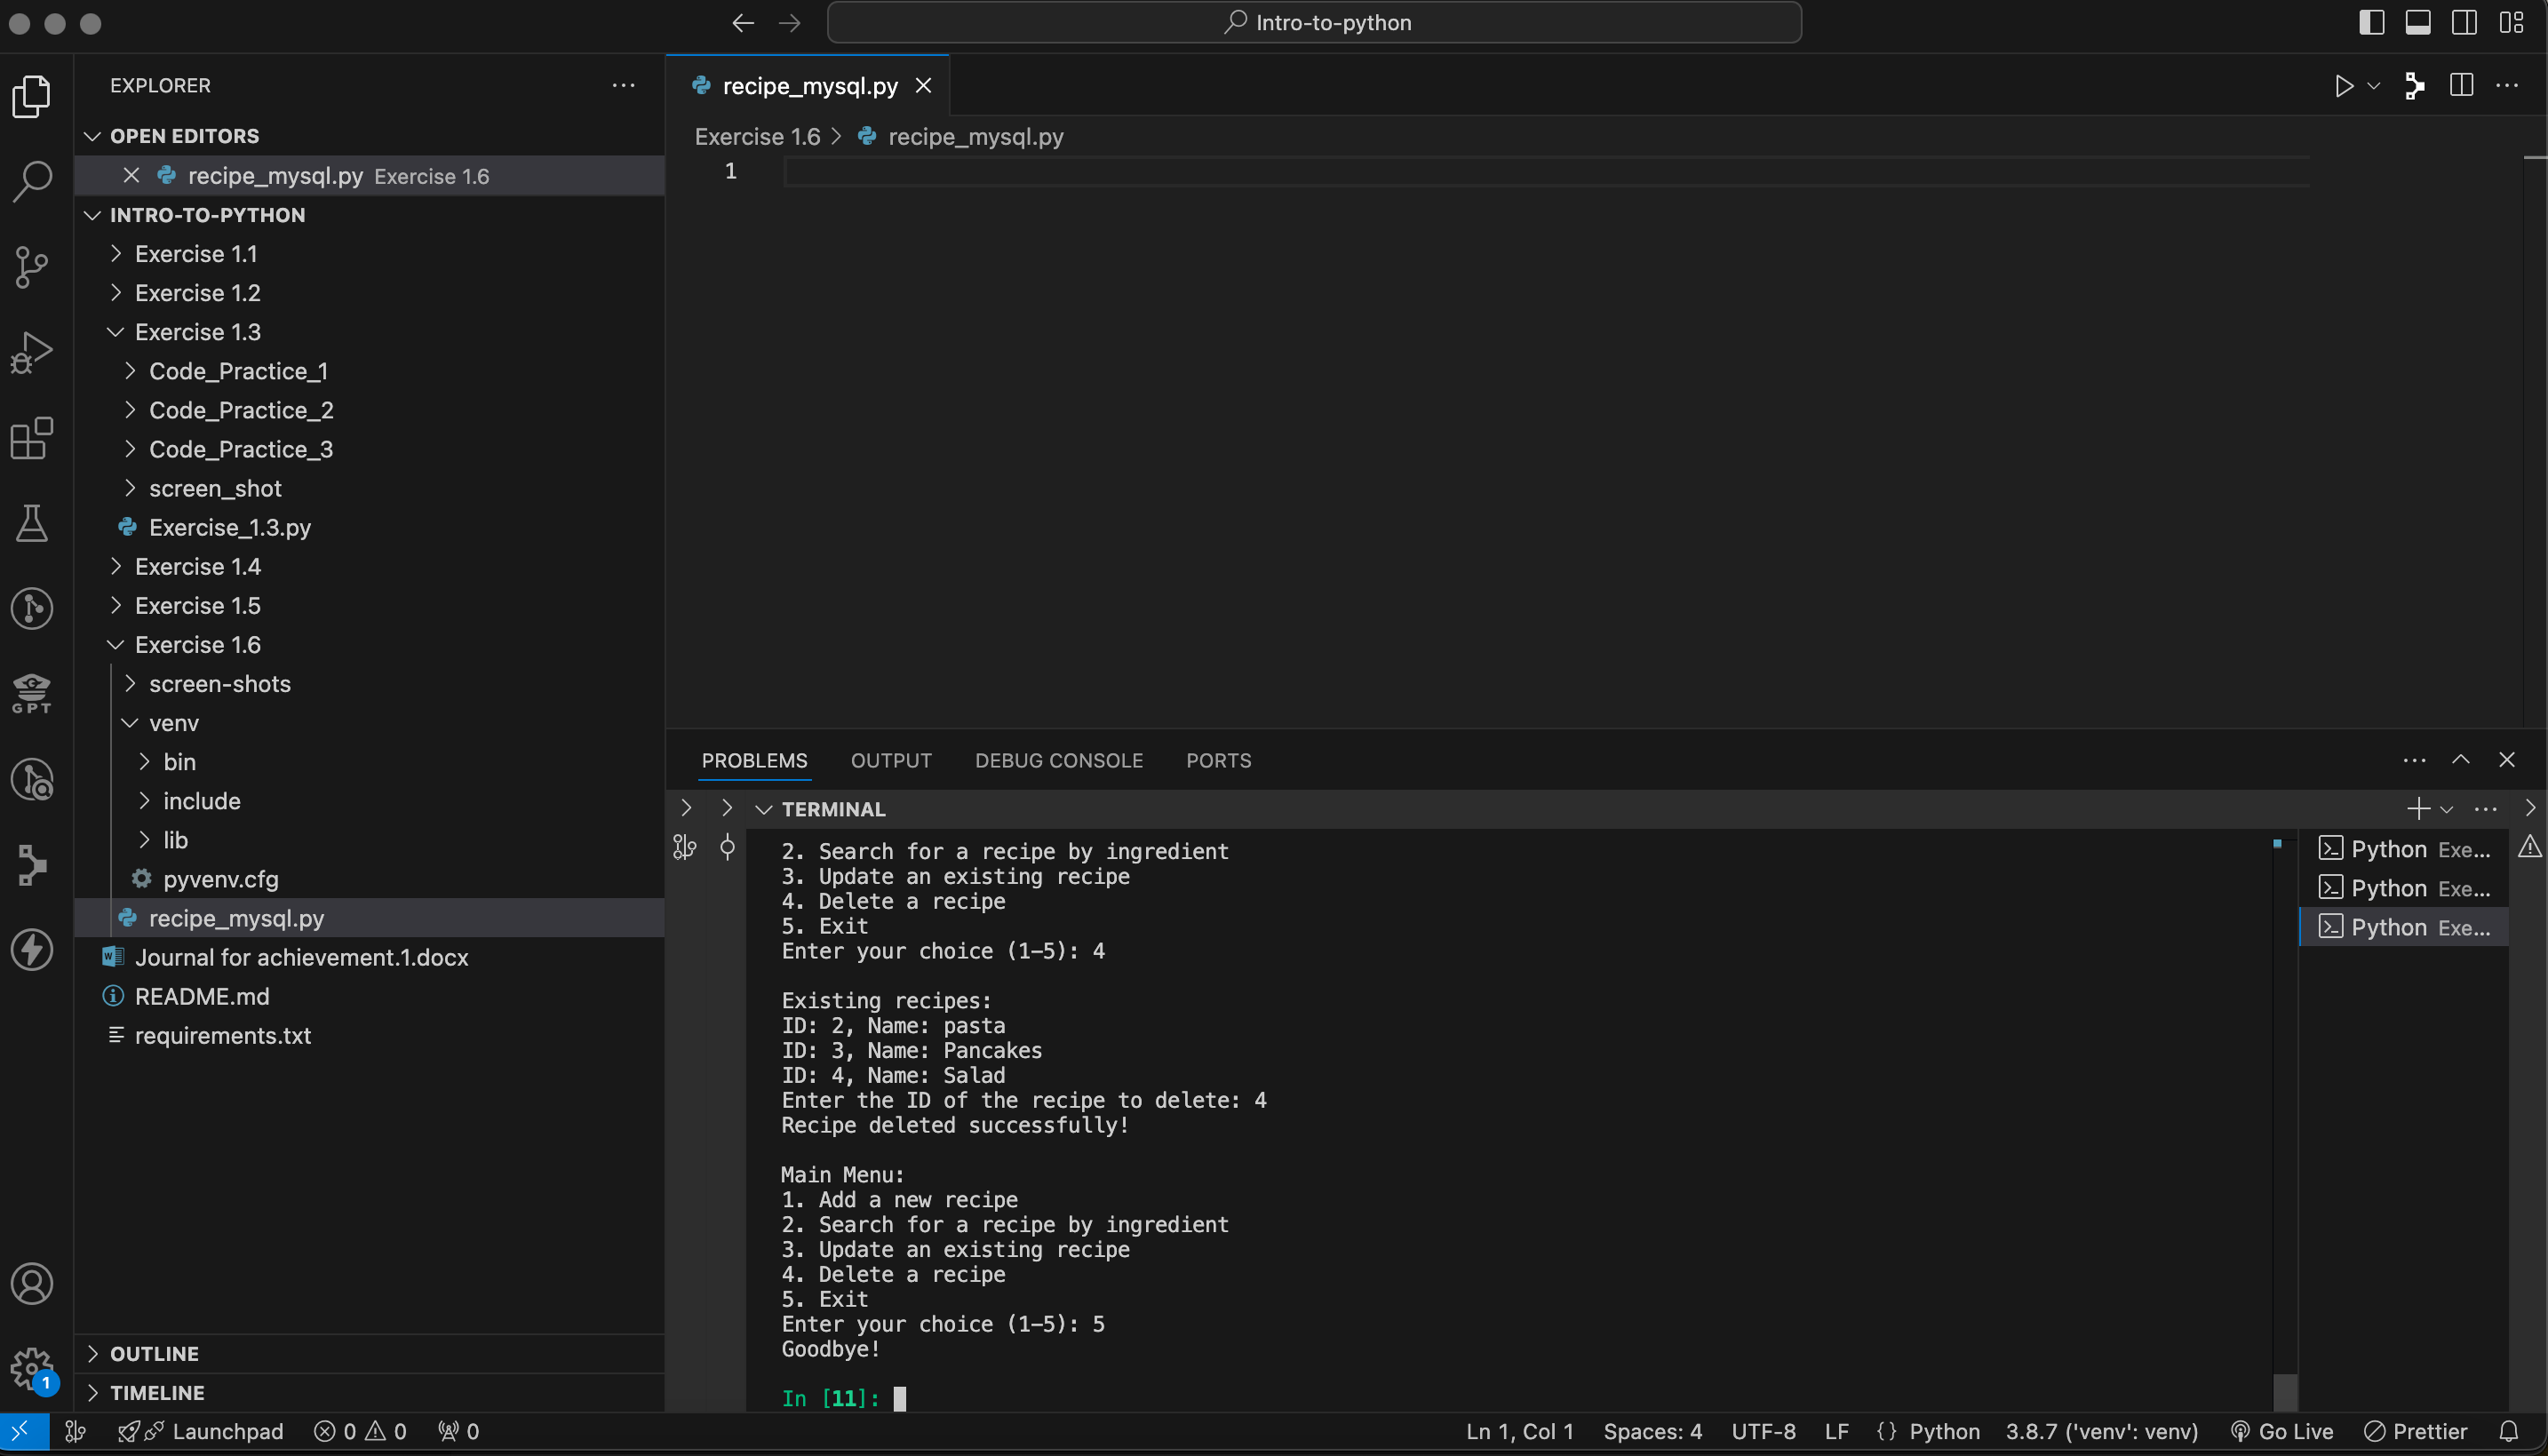 Intro-to-python
EXPLORER
OPEN EDITORS
recipe_mysql.py Exercise 1.6
INTRO-TO-PYTHON
Exercise 1.1
Exercise 1.2
Exercise 1.3
Code_Practice_1
Code_Practice_2
Code_Practice_3
screen_shot
Exercise_1.3.py
Exercise 1.4
Exercise 1.5
Exercise 1.6
screen-shots
venv
bin
include
lib
pyvenv.cfg
recipe_mysql.py
Journal for achievement.1.docx
README.md
requirements.txt
OUTLINE
TIMELINE
GPT
1
recipe_mysql.py
Exercise 1.6 > recipe_mysql.py
1
PROBLEMS OUTPUT DEBUG CONSOLE PORTS
TERMINAL
2. Search for a recipe by ingredient
3. Update an existing recipe
4. Delete a recipe
5. Exit
Enter your choice (1-5): 4
Existing recipes:
ID: 2, Name: pasta
ID: 3, Name: Pancakes
ID: 4, Name: Salad
Enter the ID of the recipe to delete: 4
Recipe deleted successfully!
Main Menu:
1. Add a new recipe
2. Search for a recipe by ingredient
3. Update an existing recipe
4. Delete a recipe
5. Exit
Enter your choice (1-5): 5
Goodbye!
In [11]:
Python Exe...
Python Exe...
Python Exe...
Launchpad 0 0 0 Ln 1, Col 1 Spaces: 4 UTF-8 LF {} Python 3.8.7 ('venv': venv) Go Live Prettier